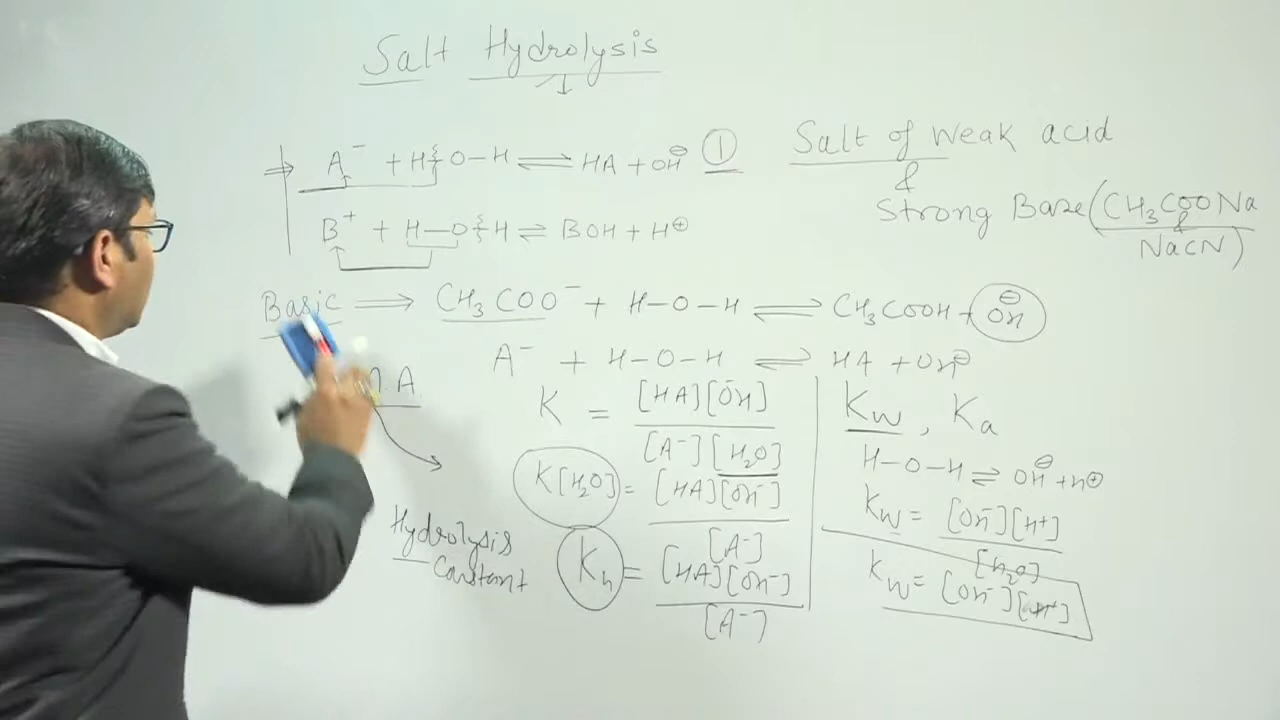 Salt Hydrolysis
⇒ A⁻ + H-O-H ⇌ HA + OH⊖ ①
B⁺ + H-O-H ⇌ BOH + H⊕
Salt of weak acid
&
Strong Base (CH₃COONa
&
NaCN)
Basic ⇒ CH₃COO⁻ + H-O-H ⇌ CH₃COOH + OH⊖
A⁻ + H-O-H ⇌ HA + OH⊖
M.A.
K = [HA][OH⁻] / [A⁻][H₂O]
K[H₂O] = [HA][OH⁻] / [A⁻]
Hydrolysis
Constant
Kh = [HA][OH⁻] / [A⁻]
Kw, Ka
H-O-H ⇌ OH⊖ + H⊕
Kw = [OH⁻][H⁺] / [H₂O]
Kw = [OH⁻][H⁺]